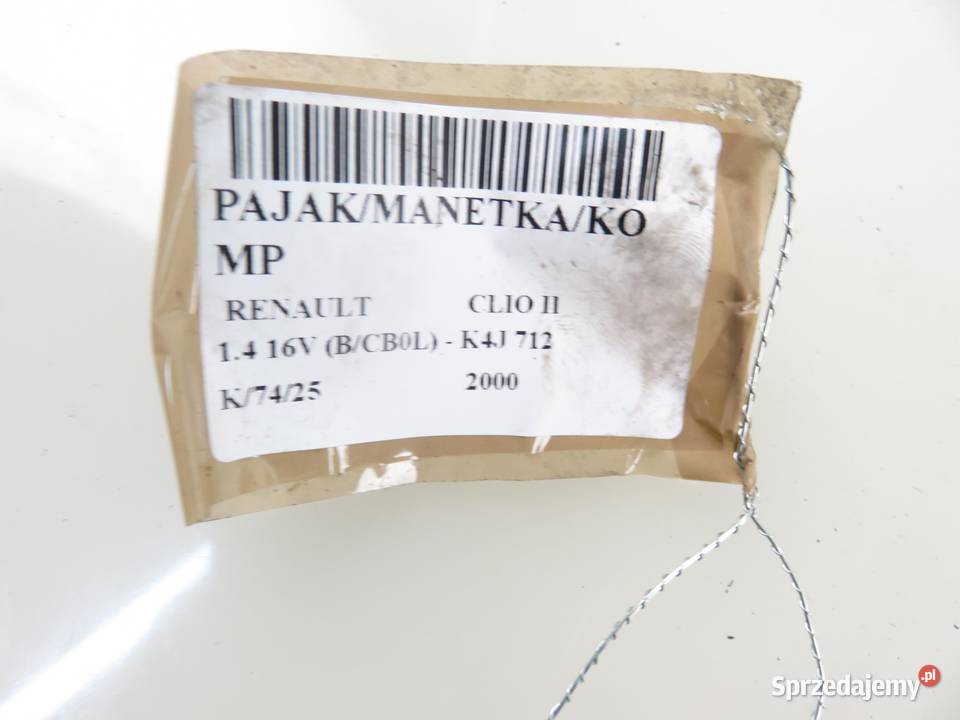 PAJAK/MANETKA/KO
MP
RENAULT CLIO II
1.4 16V (B/CB0L) - K4J 712
K/74/25 2000
Sprzedajemy.pl